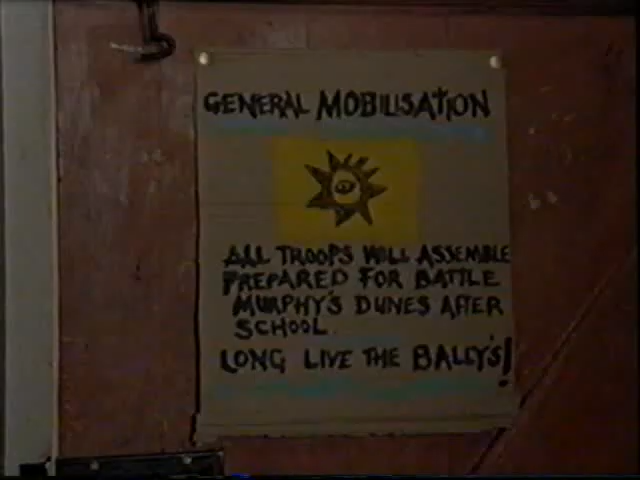 GENERAL MOBILISATION
ALL TROOPS WILL ASSEMBLE
PREPARED FOR BATTLE
MURPHY'S DUNES AFTER
SCHOOL.
LONG LIVE THE BALLY'S!